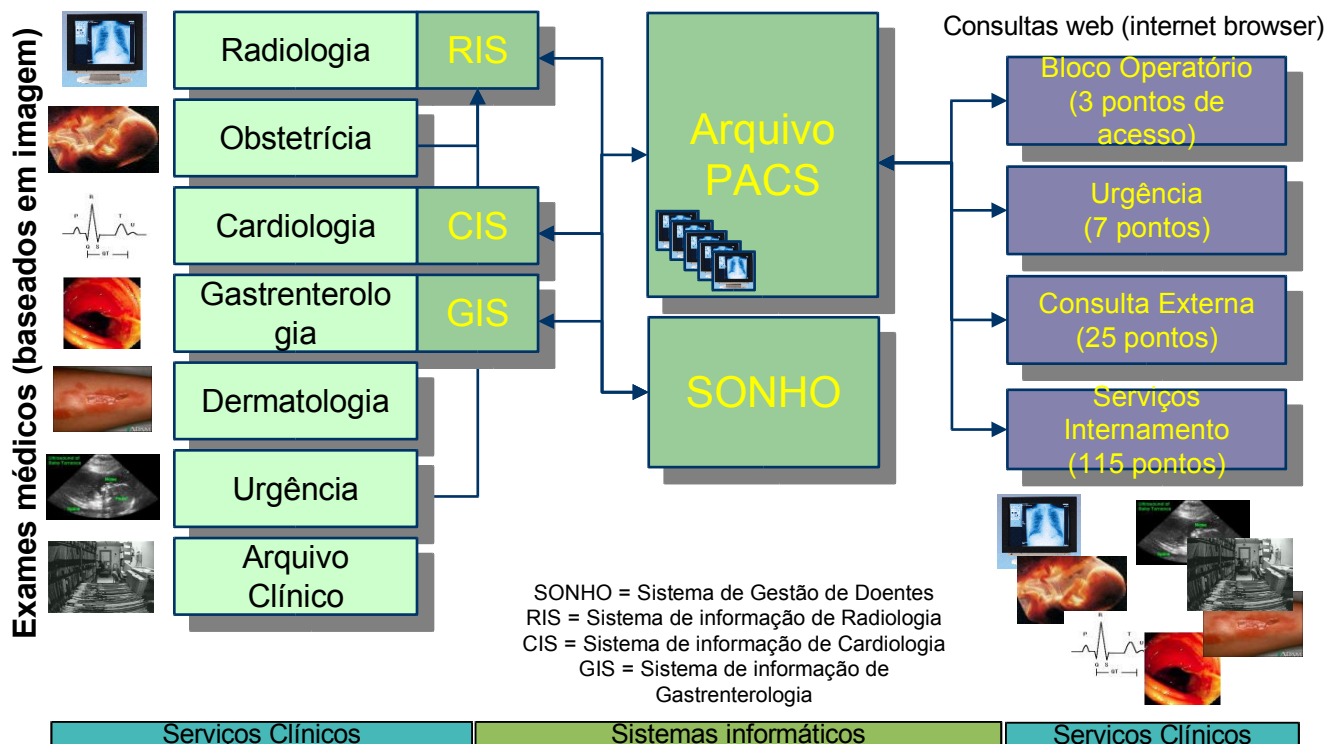 Exames médicos (baseados em imagem)
Radiologia
RIS
Obstetrícia
Cardiologia
CIS
Gastrenterolo
gia
GIS
Dermatologia
Urgência
Arquivo
Clínico
Arquivo
PACS
SONHO
Consultas web (internet browser)
Bloco Operatório
(3 pontos de
acesso)
Urgência
(7 pontos)
Consulta Externa
(25 pontos)
Serviços
Internamento
(115 pontos)
SONHO = Sistema de Gestão de Doentes
RIS = Sistema de informação de Radiologia
CIS = Sistema de informação de Cardiologia
GIS = Sistema de informação de
Gastrenterologia
Serviços Clínicos
Sistemas informáticos
Serviços Clínicos